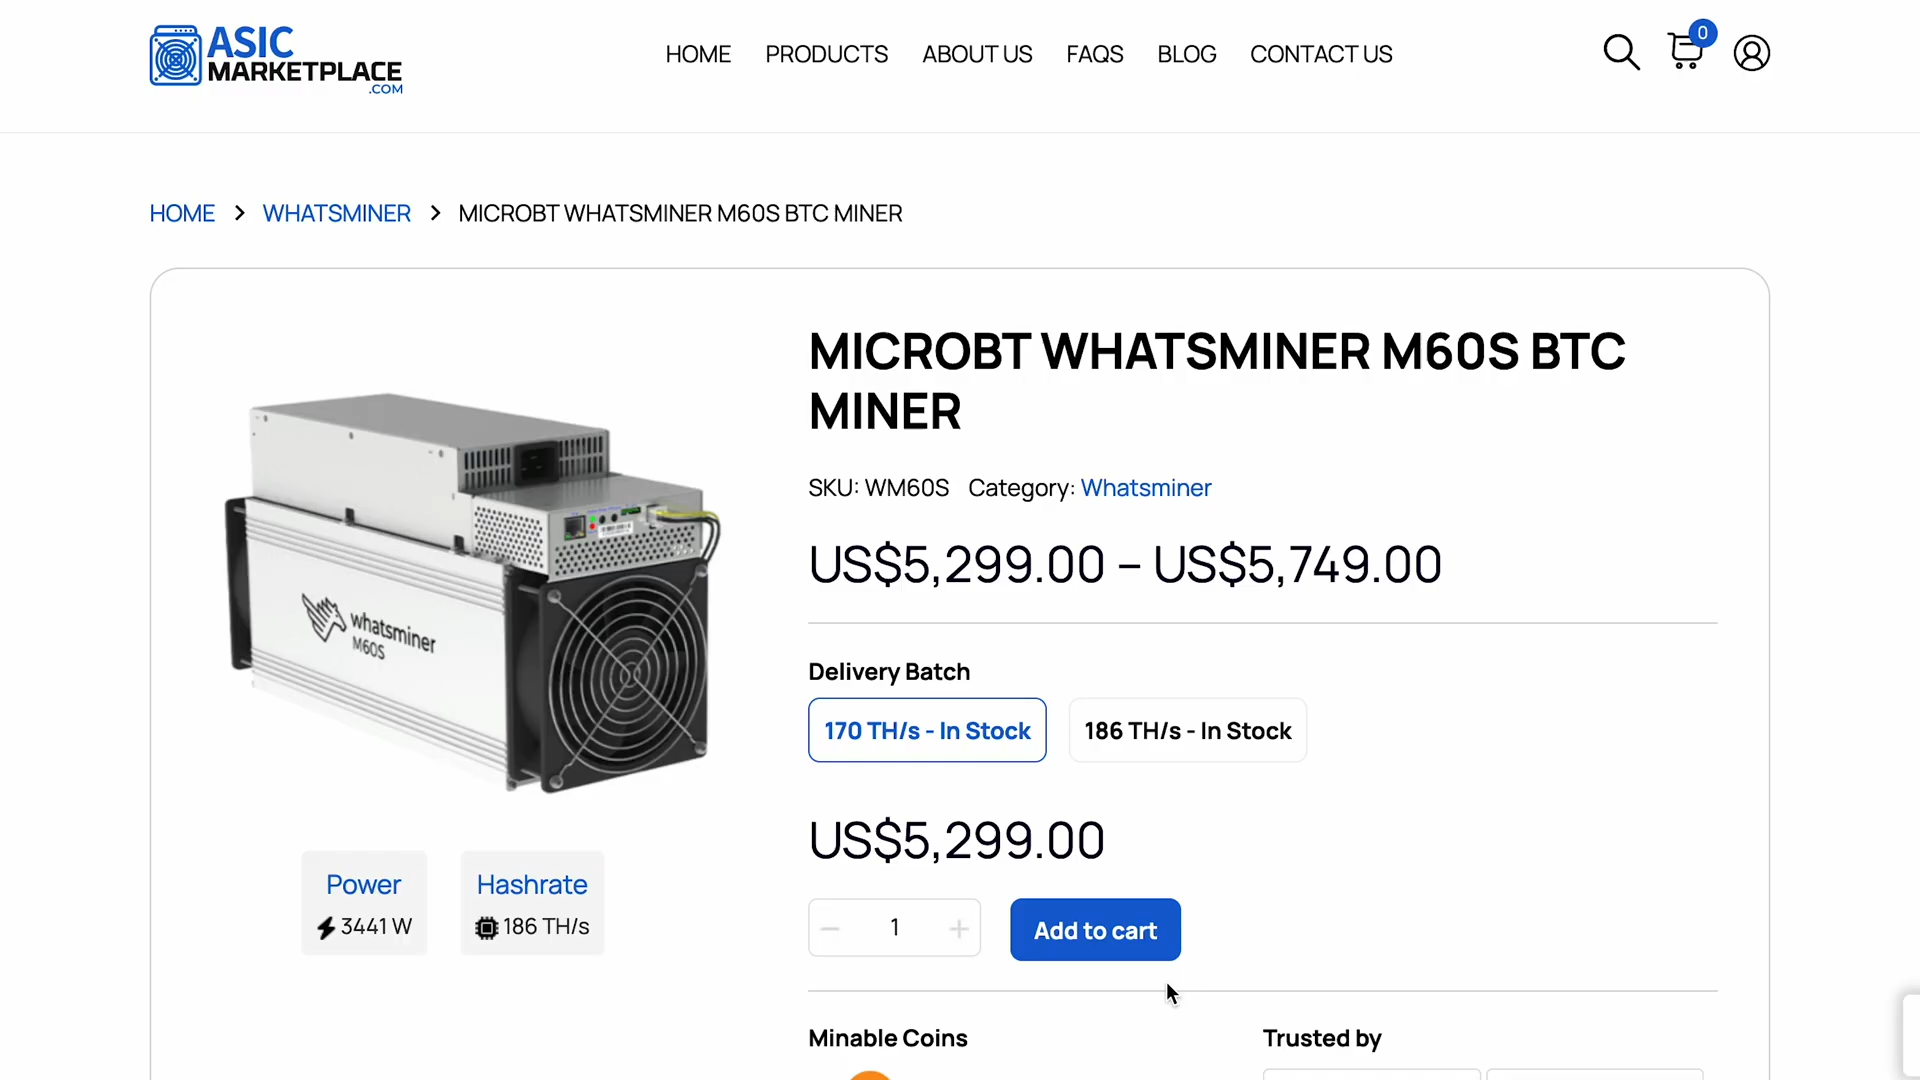 ASIC
MARKETPLACE
.COM
HOME
PRODUCTS
ABOUT US
FAQS
BLOG
CONTACT US
0
HOME
WHATSMINER
MICROBT WHATSMINER M60S BTC MINER
MICROBT WHATSMINER M60S BTC
MINER
SKU: WM60S Category: Whatsminer
US$5,299.00 – US$5,749.00
whatsminer
M60S
Delivery Batch
170 TH/s - In Stock
186 TH/s - In Stock
US$5,299.00
Power
3441 W
Hashrate
186 TH/s
1
Add to cart
Minable Coins
Trusted by